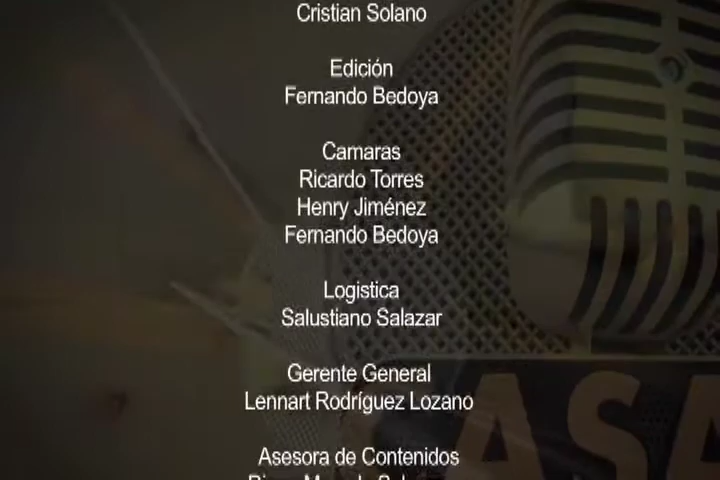 Cristian Solano
Edición
Fernando Bedoya
Camaras
Ricardo Torres
Henry Jiménez
Fernando Bedoya
Logistica
Salustiano Salazar
Gerente General
Lennart Rodríguez Lozano
Asesora de Contenidos
ASA